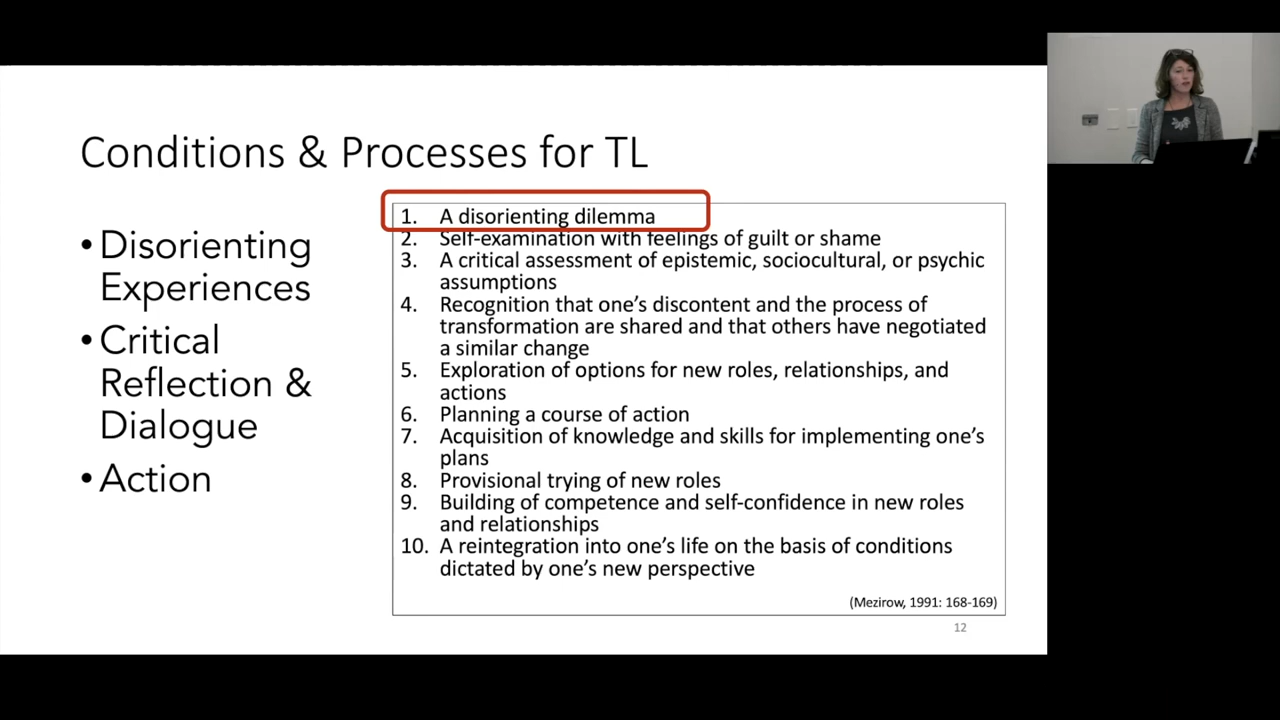 Conditions & Processes for TL
• Disorienting
Experiences
• Critical
Reflection &
Dialogue
• Action
1. A disorienting dilemma
2. Self-examination with feelings of guilt or shame
3. A critical assessment of epistemic, sociocultural, or psychic
assumptions
4. Recognition that one's discontent and the process of
transformation are shared and that others have negotiated
a similar change
5. Exploration of options for new roles, relationships, and
actions
6. Planning a course of action
7. Acquisition of knowledge and skills for implementing one's
plans
8. Provisional trying of new roles
9. Building of competence and self-confidence in new roles
and relationships
10. A reintegration into one's life on the basis of conditions
dictated by one's new perspective
(Mezirow, 1991: 168-169)
12